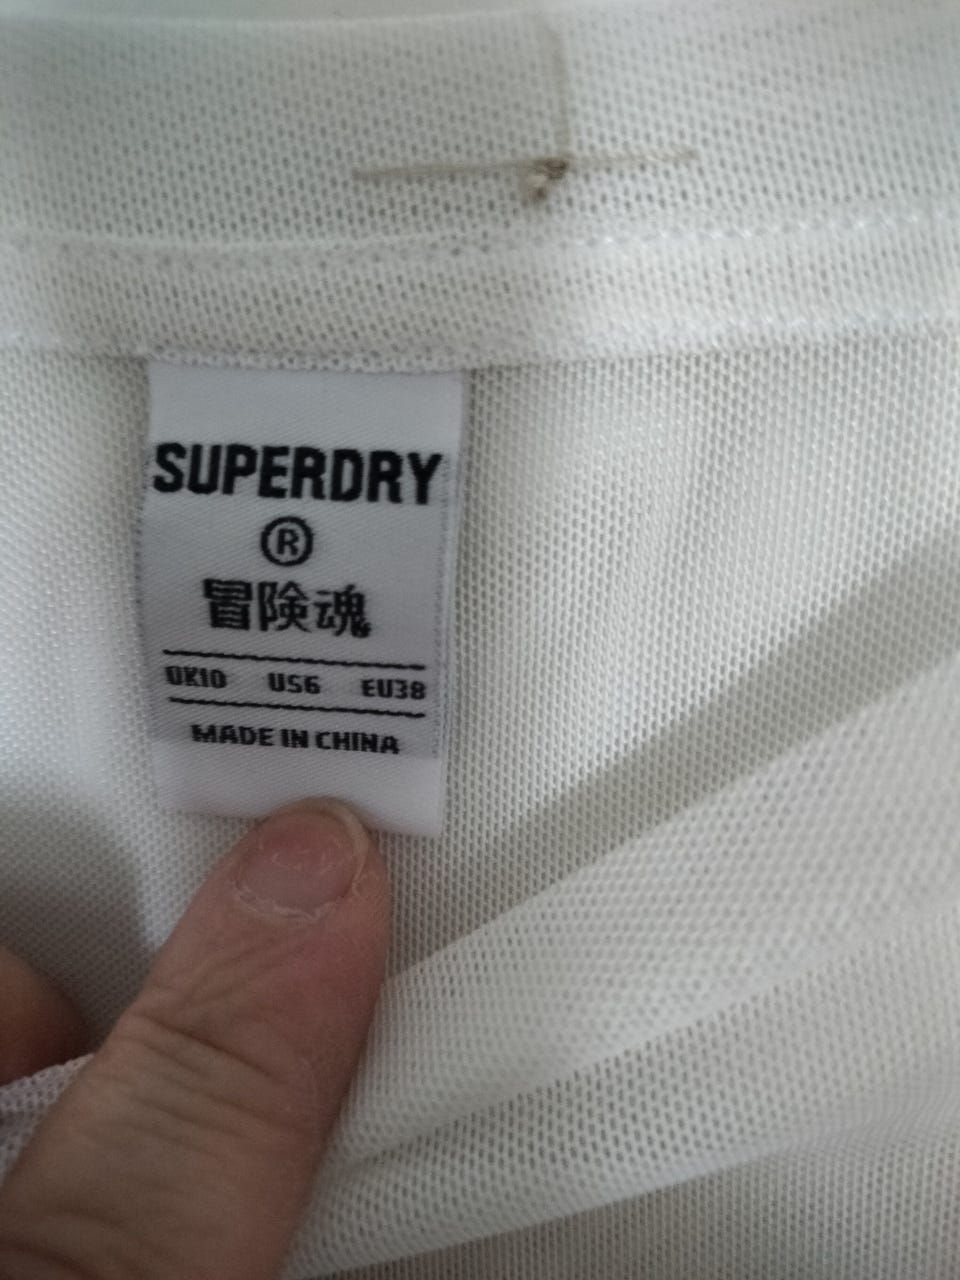 SUPERDRY
®
冒険魂
UK10 US6 EU38
MADE IN CHINA